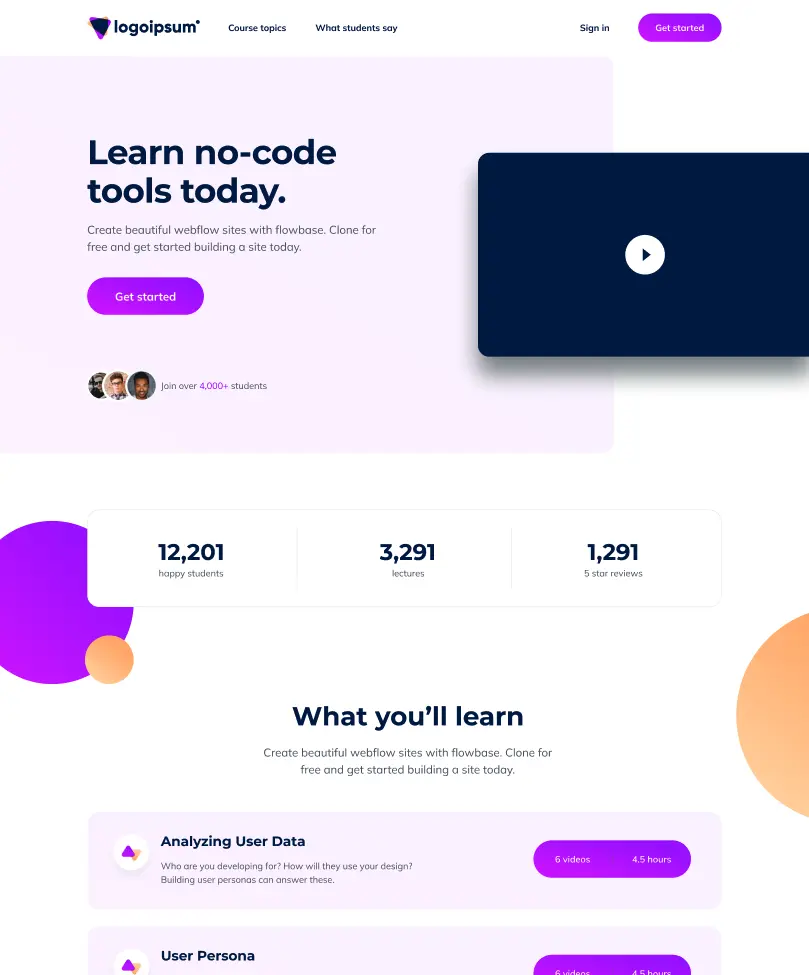 logoipsum
Course topics
What students say
Sign in
Get started
Learn no-code
tools today.
Create beautiful webflow sites with flowbase. Clone for
free and get started building a site today.
Get started
Join over 4,000+ students
12,201
happy students
3,291
lectures
1,291
5 star reviews
What you’ll learn
Create beautiful webflow sites with flowbase. Clone for
free and get started building a site today.
Analyzing User Data
Who are you developing for? How will they use your design?
Building user personas can answer these.
6 videos
4.5 hours
User Persona
6 videos
4.5 hours